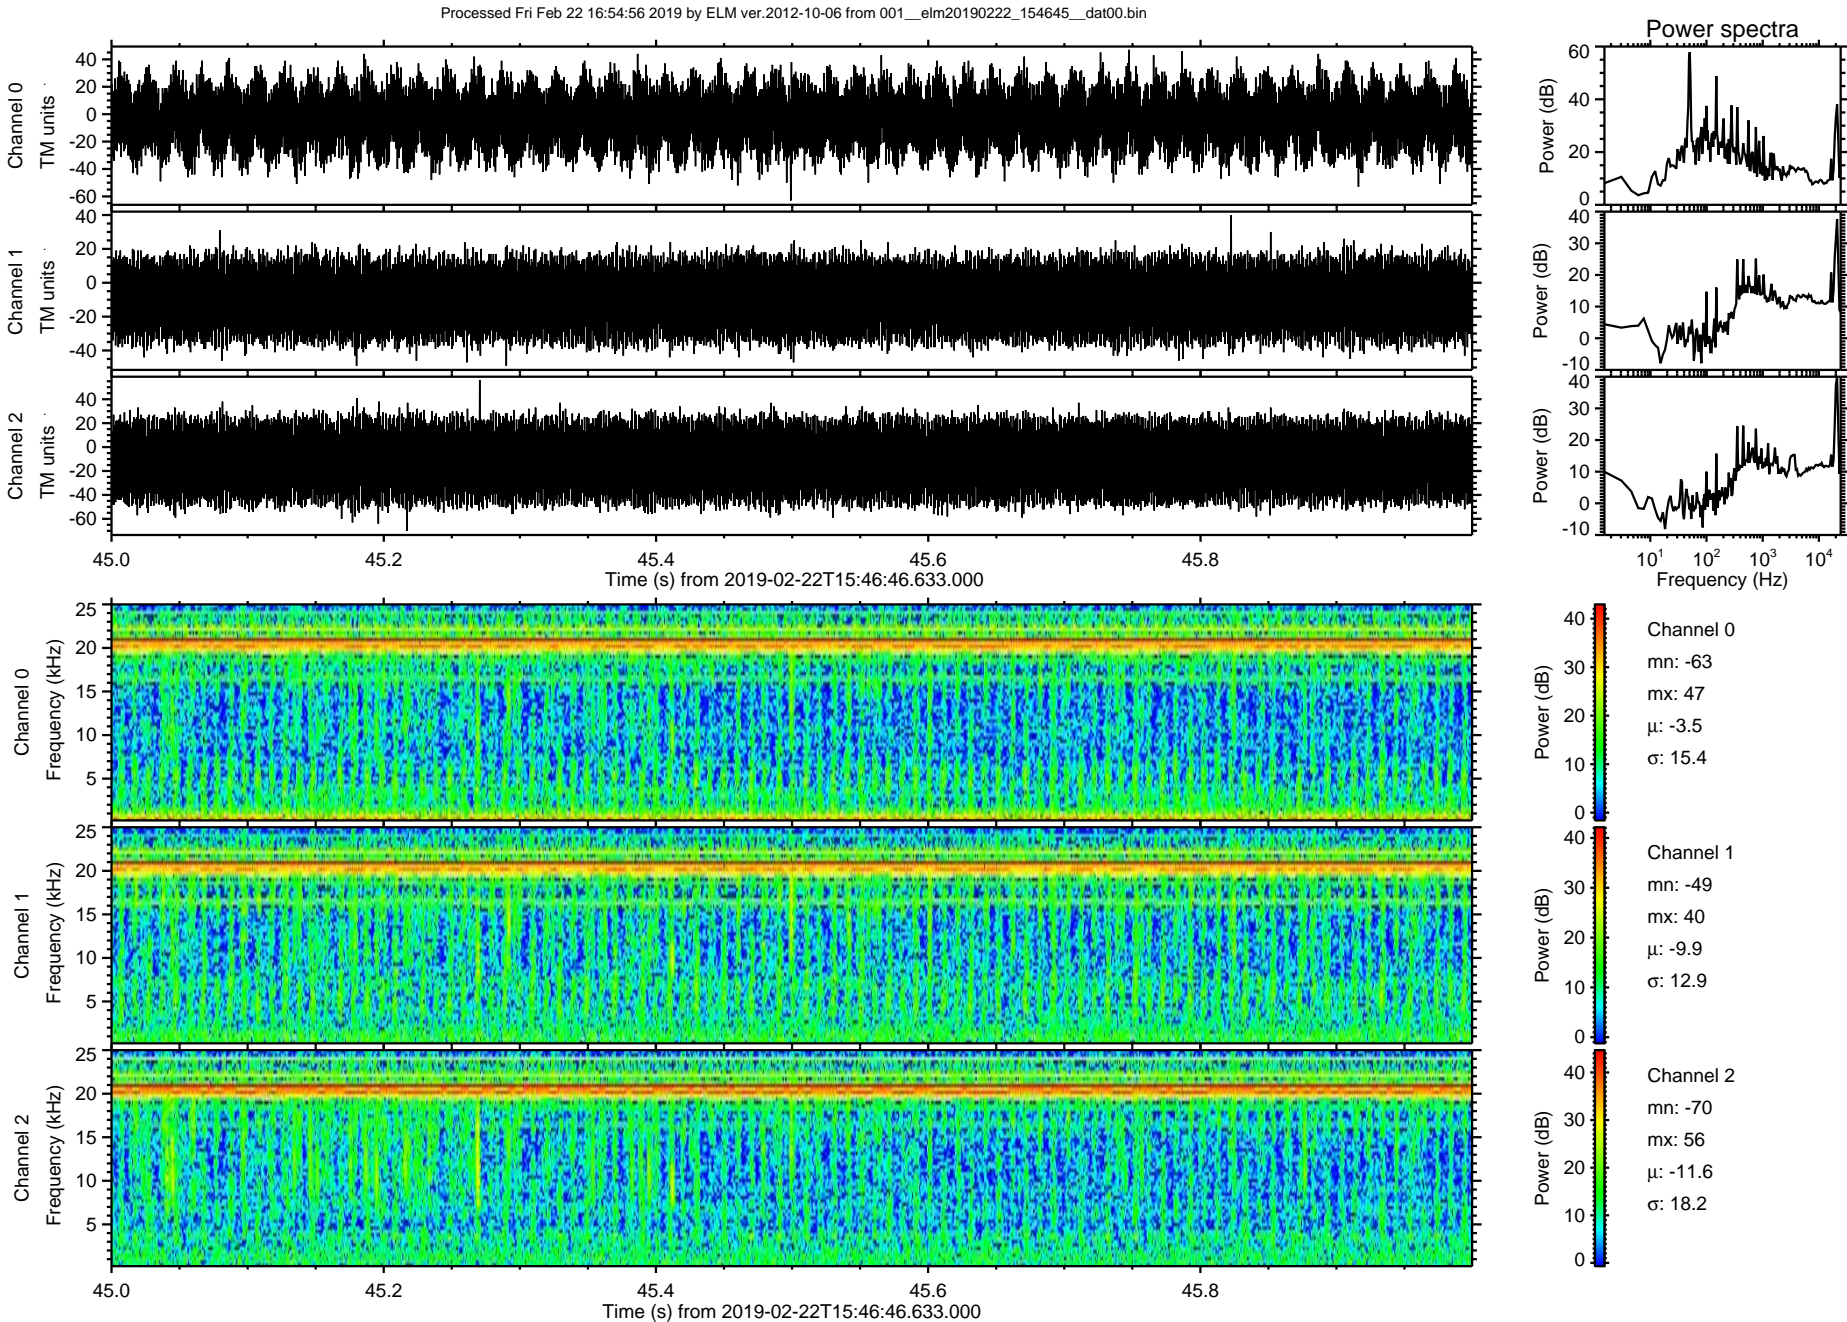 Processed Fri Feb 22 16:54:56 2019 by ELM ver.2012-10-06 from 001__elm20190222_154645__dat00.bin
Power spectra
Channel 0
TM units
40
20
0
-20
-40
-60
Power (dB)
60
40
20
0
Channel 1
TM units
40
20
0
-20
-40
Power (dB)
40
30
20
10
0
-10
Channel 2
TM units
40
20
0
-20
-40
-60
Power (dB)
40
30
20
10
0
-10
45.0 45.2 45.4 45.6 45.8
Time (s) from 2019-02-22T15:46:46.633.000
10^1 10^2 10^3 10^4
Frequency (Hz)
Channel 0
Frequency (kHz)
25
20
15
10
5
Power (dB)
40
30
20
10
0
Channel 0
mn: -63
mx: 47
μ: -3.5
σ: 15.4
Channel 1
Frequency (kHz)
25
20
15
10
5
Power (dB)
40
30
20
10
0
Channel 1
mn: -49
mx: 40
μ: -9.9
σ: 12.9
Channel 2
Frequency (kHz)
25
20
15
10
5
Power (dB)
40
30
20
10
0
Channel 2
mn: -70
mx: 56
μ: -11.6
σ: 18.2
45.0 45.2 45.4 45.6 45.8
Time (s) from 2019-02-22T15:46:46.633.000